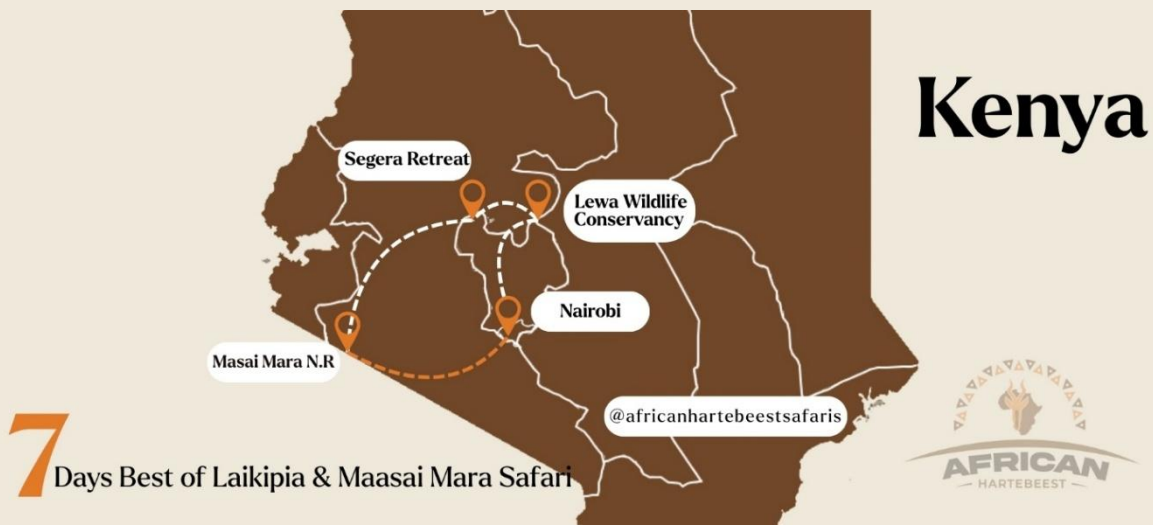 Kenya
Segera Retreat
Lewa Wildlife
Conservancy
Nairobi
Masai Mara N.R
@africanhartebeestsafaris
7 Days Best of Laikipia & Maasai Mara Safari
AFRICAN
HARTEBEEST